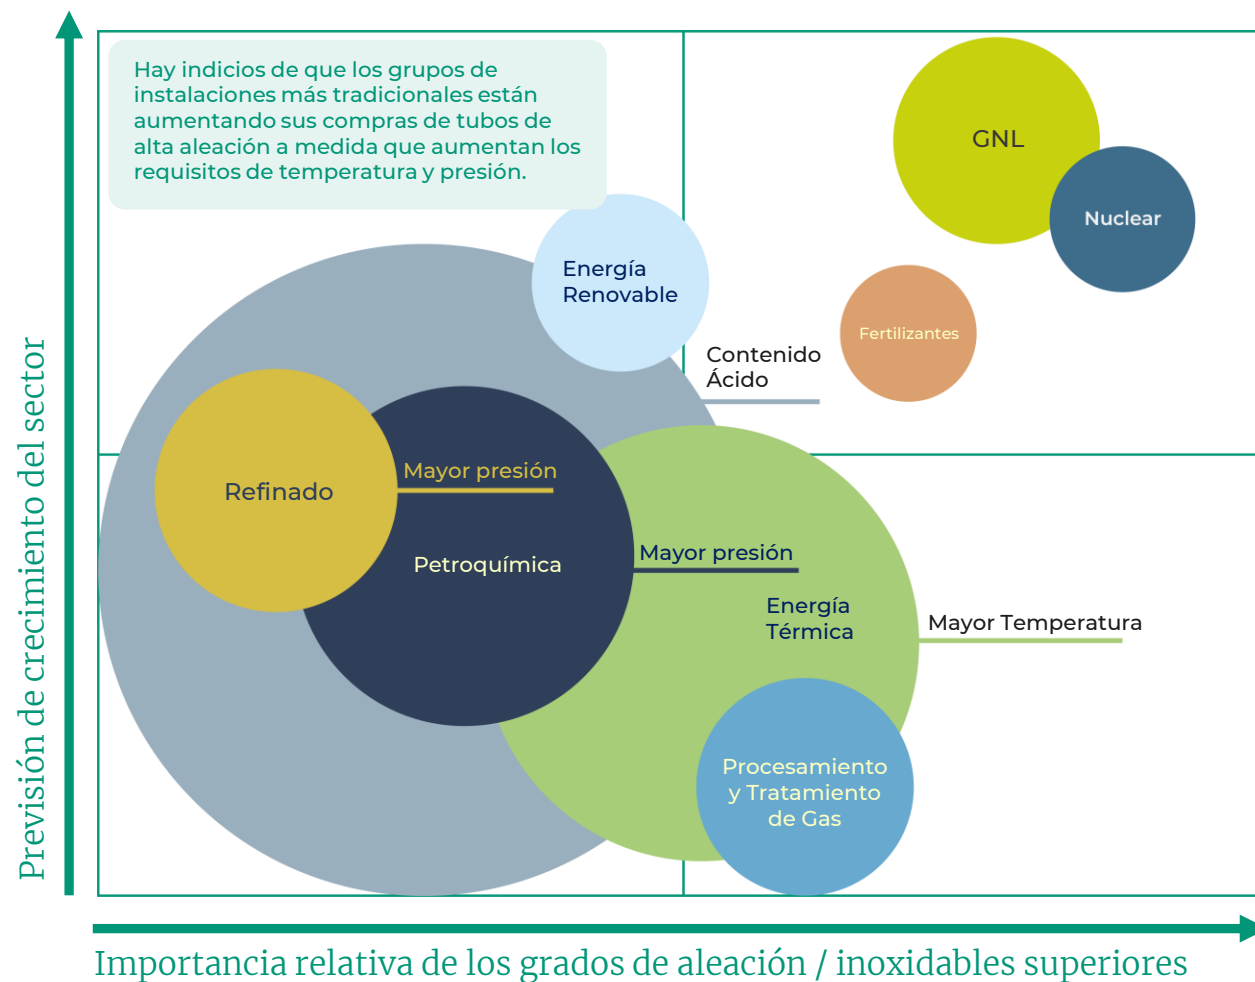 Hay indicios de que los grupos de
instalaciones más tradicionales están
aumentando sus compras de tubos de
alta aleación a medida que aumentan los
requisitos de temperatura y presión.
GNL
Nuclear
Energía
Renovable
Fertilizantes
Contenido
Ácido
Mayor presión
Refinado
Petroquímica
Mayor presión
Energía
Térmica
Mayor Temperatura
Procesamiento
y Tratamiento
de Gas
Previsión de crecimiento del sector
Importancia relativa de los grados de aleación / inoxidables superiores